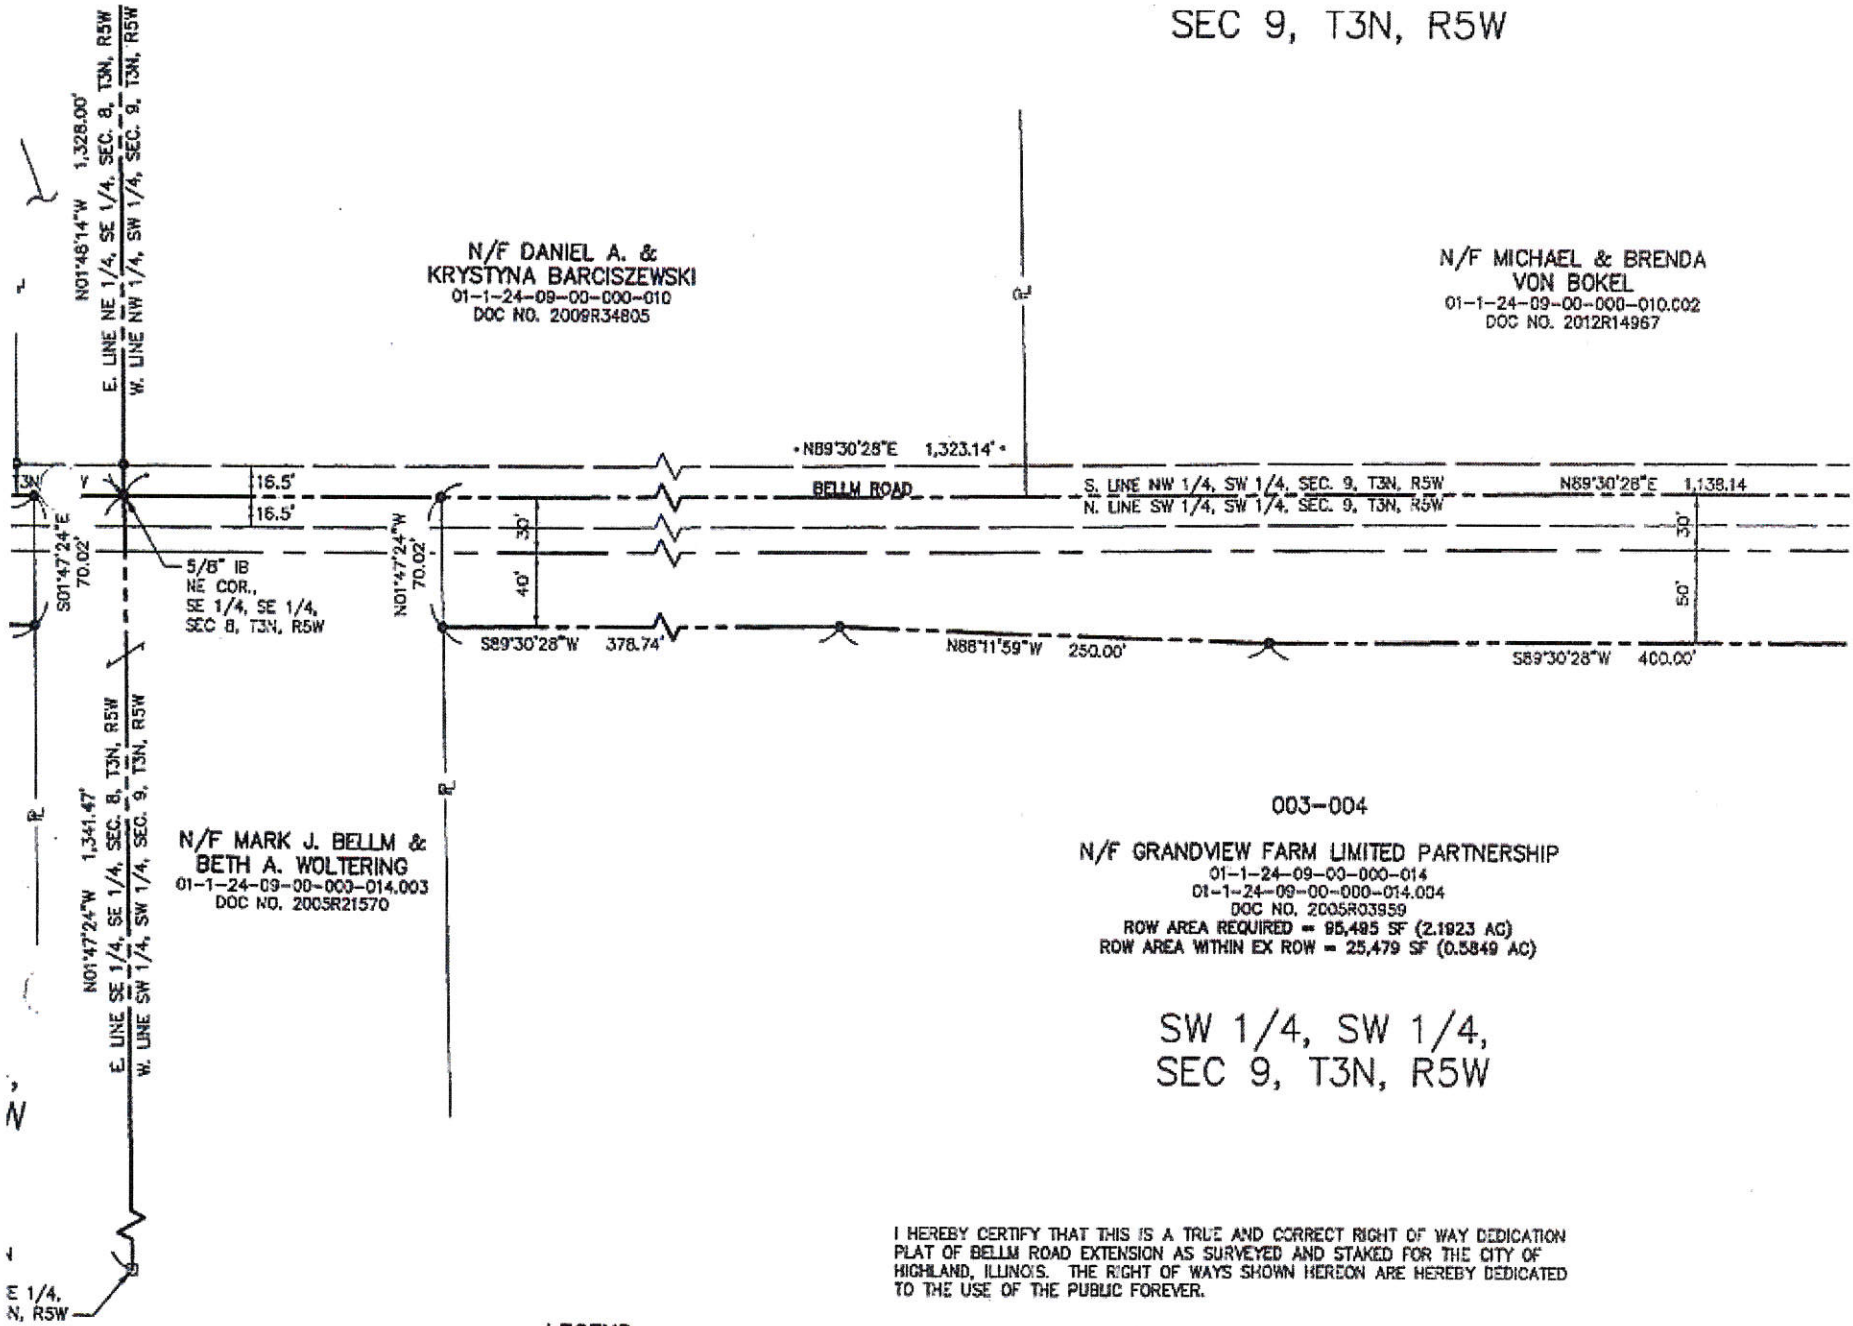 SEC 9, T3N, R5W
N01°48'14"W 1,328.00'
E. LINE NE 1/4, SE 1/4, SEC. 8, T3N, R5W
W. LINE NW 1/4, SW 1/4, SEC. 9, T3N, R5W
N/F DANIEL A. &
KRYSTYNA BARCISZEWSKI
01-1-24-09-00-000-010
DOC NO. 2009R34805
N/F MICHAEL & BRENDA
VON BOKEL
01-1-24-09-00-000-010.002
DOC NO. 2012R14967
PL
N89°30'28"E 1,323.14'
16.5'
16.5'
BELLM ROAD
S. LINE NW 1/4, SW 1/4, SEC. 9, T3N, R5W
N. LINE SW 1/4, SW 1/4, SEC. 9, T3N, R5W
N89°30'28"E 1,138.14
T3N
S01°47'24"E
70.02'
5/8" IB
NE COR.,
SE 1/4, SE 1/4,
SEC 8, T3N, R5W
N01°47'24"W
70.02'
30'
40'
30'
50'
S89°30'28"W 378.74'
N88°11'59"W 250.00'
S89°30'28"W 400.00'
PL
PL
N01°47'24"W 1,341.47'
E. LINE SE 1/4, SE 1/4, SEC. 8, T3N, R5W
W. LINE SW 1/4, SW 1/4, SEC. 9, T3N, R5W
N/F MARK J. BELLM &
BETH A. WOLTERING
01-1-24-09-00-000-014.003
DOC NO. 2005R21570
003-004
N/F GRANDVIEW FARM LIMITED PARTNERSHIP
01-1-24-09-00-000-014
01-1-24-09-00-000-014.004
DOC NO. 2005R03959
ROW AREA REQUIRED = 95,495 SF (2.1923 AC)
ROW AREA WITHIN EX ROW = 25,479 SF (0.5849 AC)
SW 1/4, SW 1/4,
SEC 9, T3N, R5W
E 1/4,
N, R5W
I HEREBY CERTIFY THAT THIS IS A TRUE AND CORRECT RIGHT OF WAY DEDICATION
PLAT OF BELLM ROAD EXTENSION AS SURVEYED AND STAKED FOR THE CITY OF
HIGHLAND, ILLINOIS. THE RIGHT OF WAYS SHOWN HEREON ARE HEREBY DEDICATED
TO THE USE OF THE PUBLIC FOREVER.